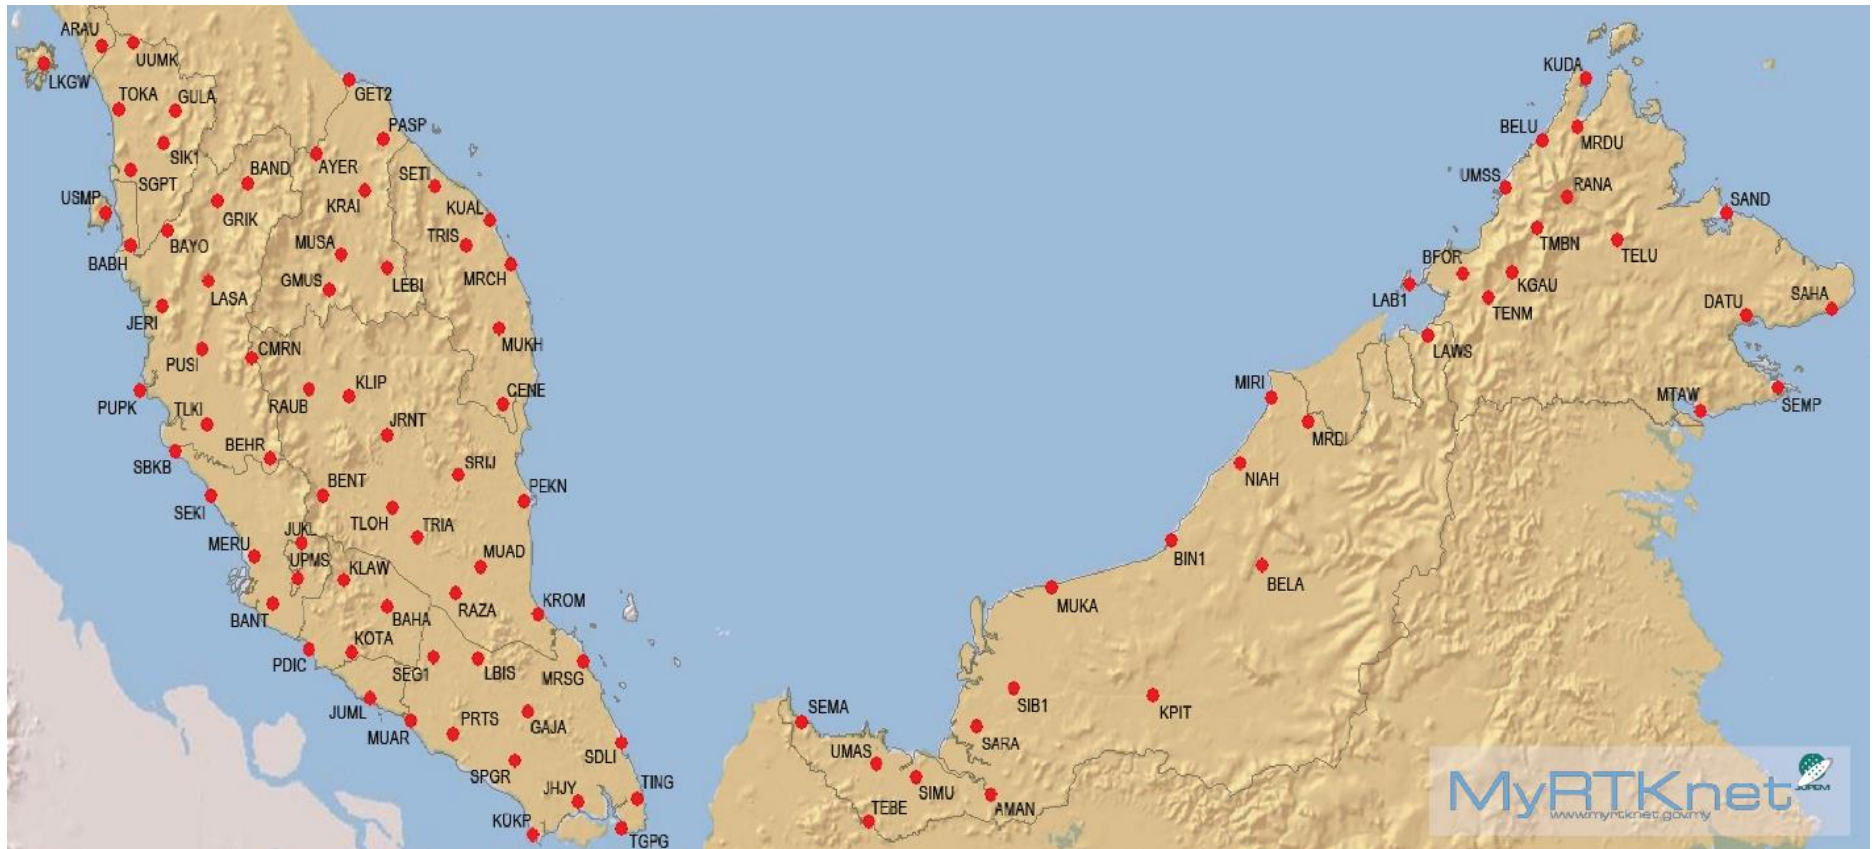 ARAU
UUMK
LKGW
TOKA
GULA
GET2
PASP
SIK1
SGPT
BAND
AYER
SETI
USMP
GRIK
KRAI
KUAL
BAYO
MUSA
TRIS
BABH
GMUS
LEBI
MRCH
LASA
JERI
MUKH
PUSI
CMRN
PUPK
TLKI
RAUB
KLIP
CENE
JRNT
BEHR
SBKB
SRIJ
BENT
PEKN
SEKI
TLOH
TRIA
JUKL
MERU
UPMS
MUAD
KLAW
BANT
BAHA
RAZA
KROM
KOTA
PDIC
SEG1
LBIS
MRSG
JUML
MUAR
PRTS
GAJA
SDLI
SPGR
JHJY
TING
KUKP
TGPG
KUDA
BELU
MRDU
UMSS
RANA
SAND
TMBN
TELU
BFOR
KGAU
LAB1
TENM
DATU
SAHA
LAWS
MIRI
MTAW
SEMP
MRDI
NIAH
BIN1
BELA
MUKA
SIB1
KPIT
SEMA
SARA
UMAS
SIMU
TEBE
AMAN
MyRTKnet
JUPEM
www.myrtknet.gov.my